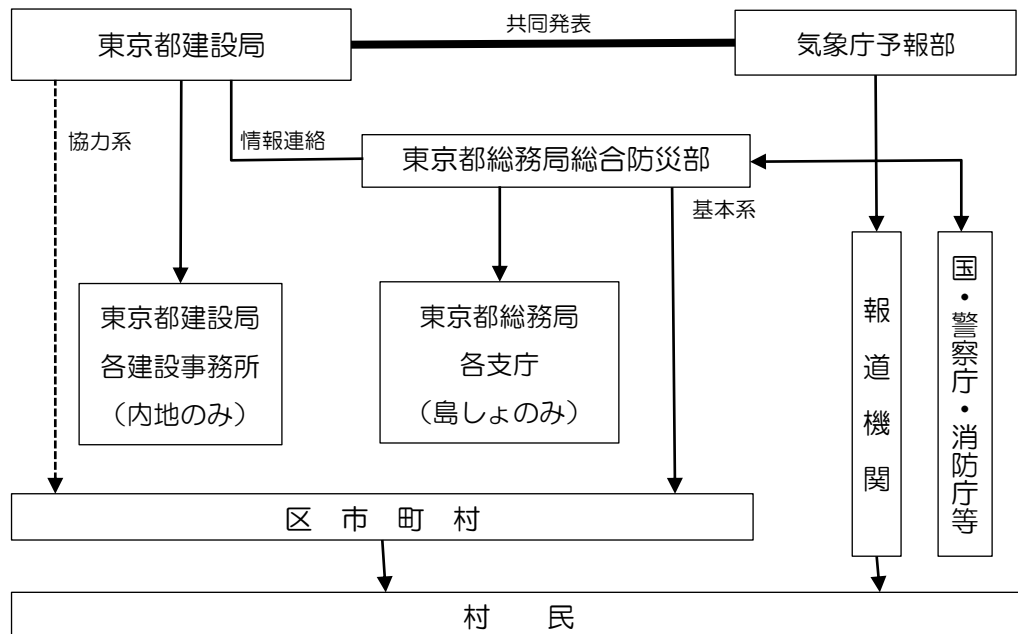 東京都建設局
共同発表
気象庁予報部
協力系
情報連絡
東京都総務局総合防災部
基本系
東京都建設局
各建設事務所
（内地のみ）
東京都総務局
各支庁
（島しょのみ）
報道機関
国・警察庁・消防庁等
区市町村
村民